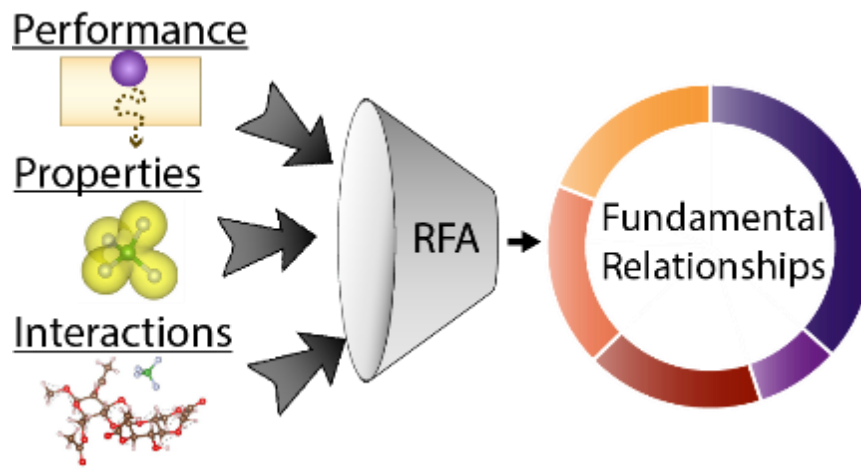 Performance
Properties
Interactions
RFA
Fundamental
Relationships